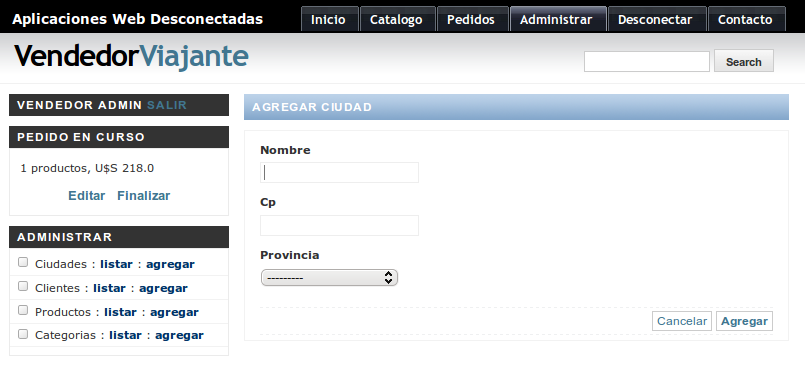 Aplicaciones Web Desconectadas
Inicio Catalogo Pedidos Administrar Desconectar Contacto
VendedorViajante
Search
VENDEDOR ADMIN SALIR
PEDIDO EN CURSO
1 productos, U$S 218.0
Editar Finalizar
ADMINISTRAR
Ciudades : listar : agregar
Clientes : listar : agregar
Productos : listar : agregar
Categorias : listar : agregar
AGREGAR CIUDAD
Nombre
Cp
Provincia
---------
Cancelar Agregar